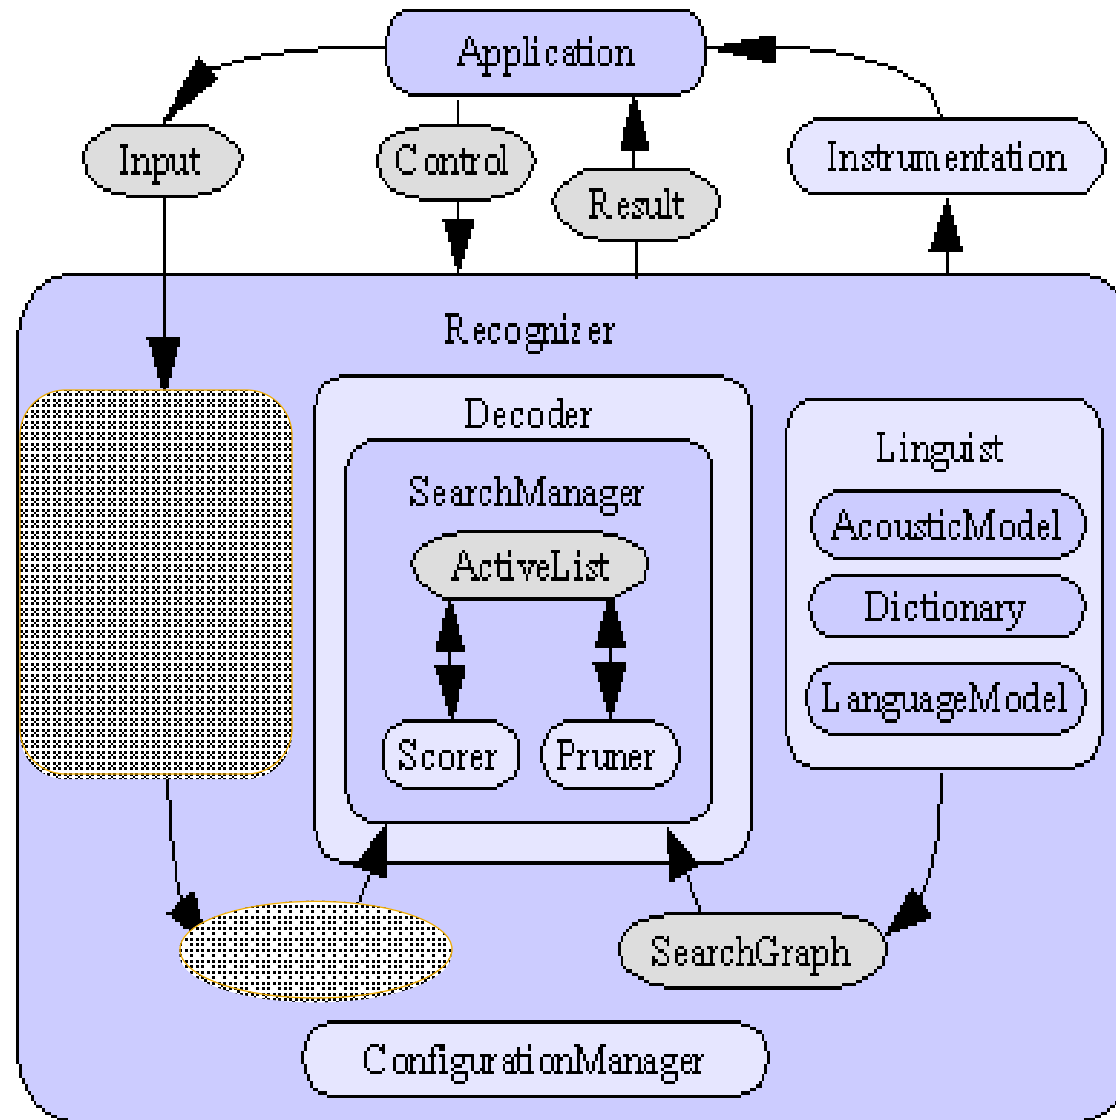 Application
Input
Control
Result
Instrumentation
Recognizer
Decoder
SearchManager
ActiveList
Scorer
Pruner
Linguist
AcousticModel
Dictionary
LanguageModel
SearchGraph
ConfigurationManager